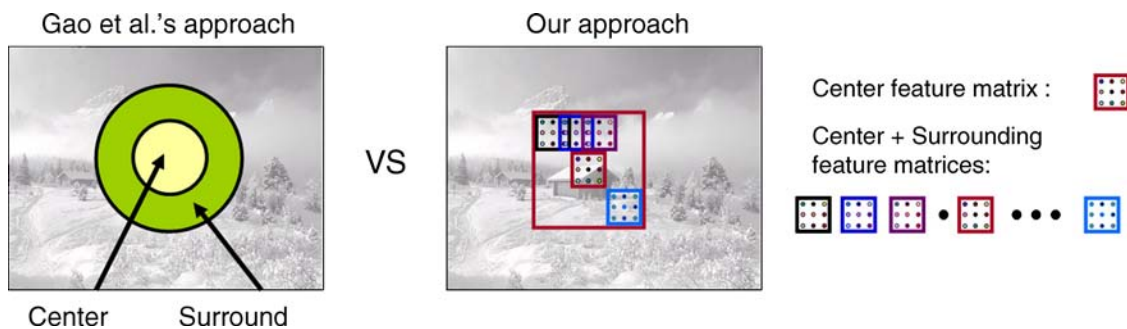 Gao et al.'s approach
Our approach
VS
Center
Surround
Center feature matrix :
Center + Surrounding
feature matrices: